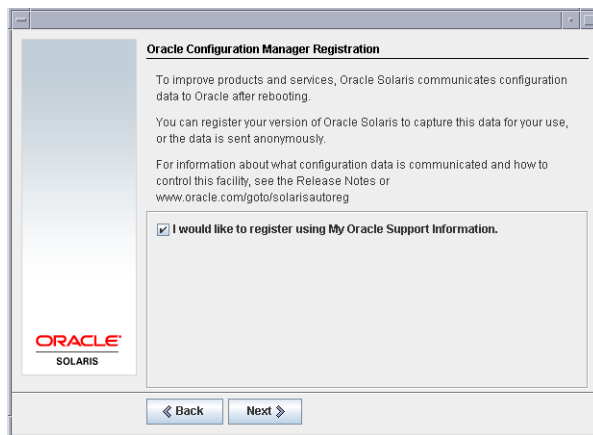 Oracle Configuration Manager Registration
To improve products and services, Oracle Solaris communicates configuration
data to Oracle after rebooting.
You can register your version of Oracle Solaris to capture this data for your use,
or the data is sent anonymously.
For information about what configuration data is communicated and how to
control this facility, see the Release Notes or
www.oracle.com/goto/solarisautoreg
I would like to register using My Oracle Support Information.
ORACLE
SOLARIS
Back
Next